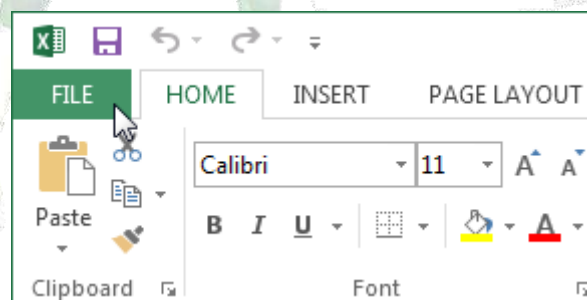 FILE HOME INSERT PAGE LAYOUT
Calibri 11 A A
Paste
B I U A
Clipboard Font